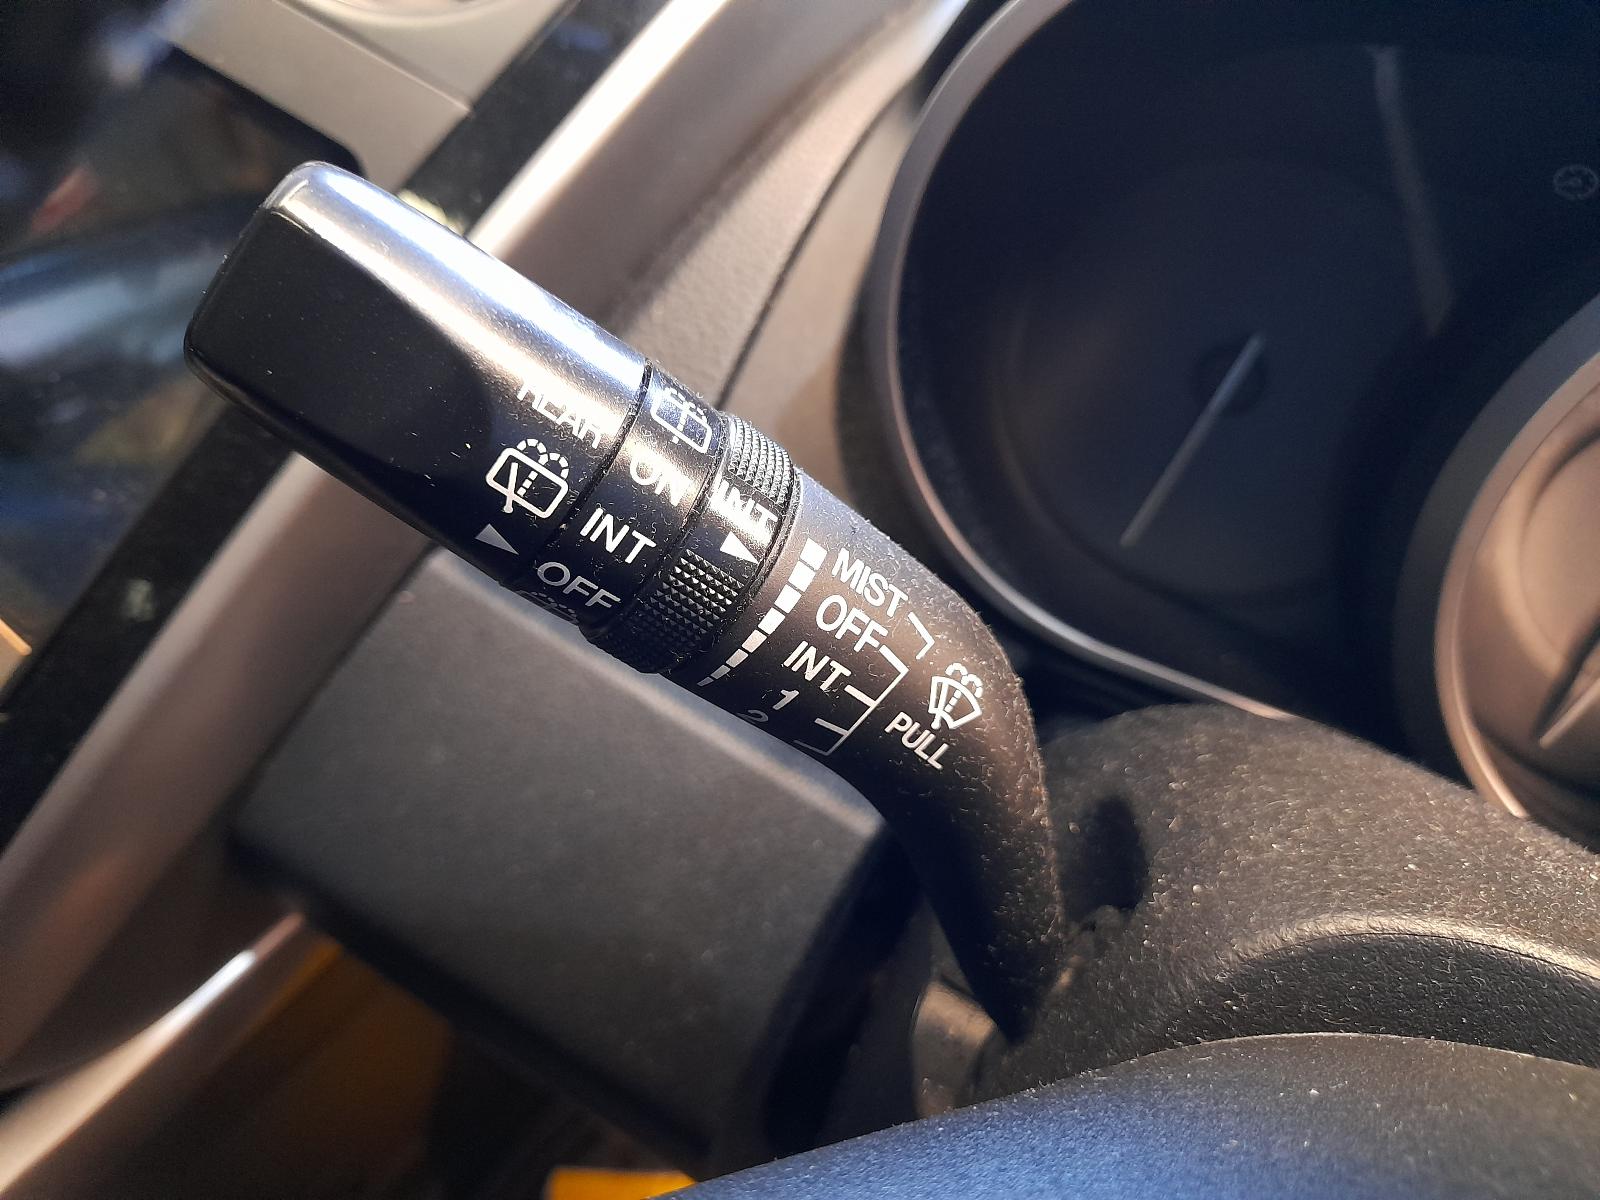 REAR
ON
INT
OFF
INT
MIST
OFF
INT
1
2
PULL